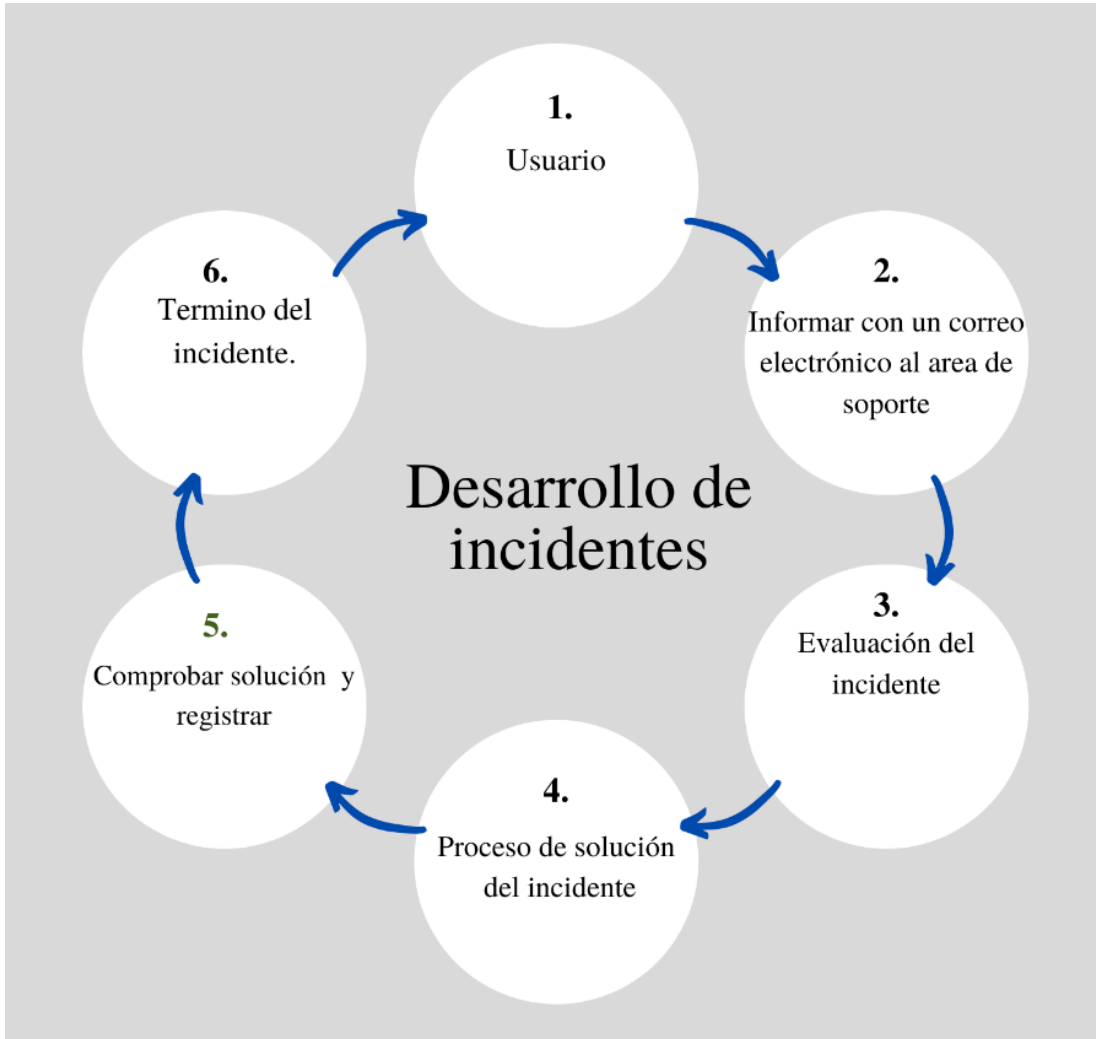 1.
Usuario
2.
Informar con un correo
electrónico al area de
soporte
3.
Evaluación del
incidente
4.
Proceso de solución
del incidente
5.
Comprobar solución y
registrar
6.
Termino del
incidente.
Desarrollo de
incidentes